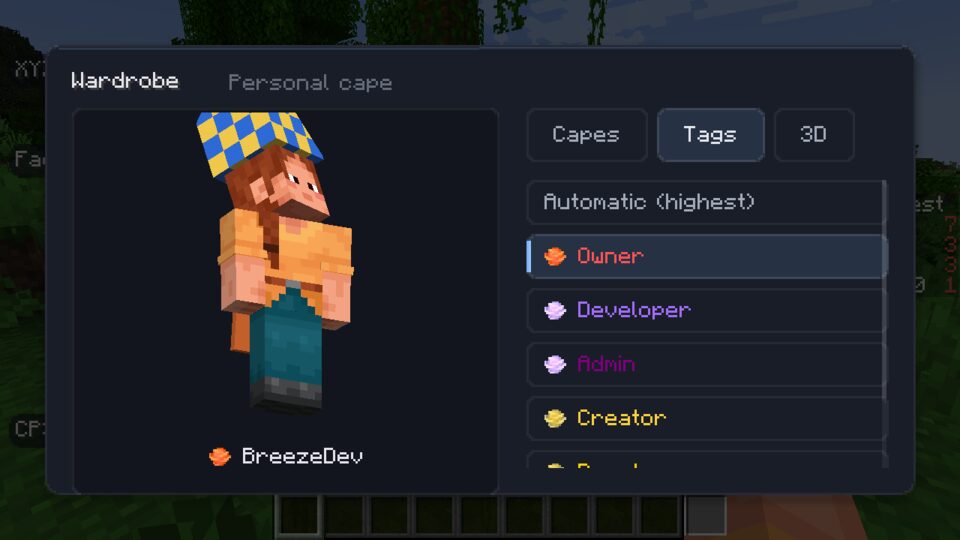 Wardrobe Personal cape
Capes Tags 3D
Automatic (highest)
Owner
Developer
Admin
Creator
BreezeDev